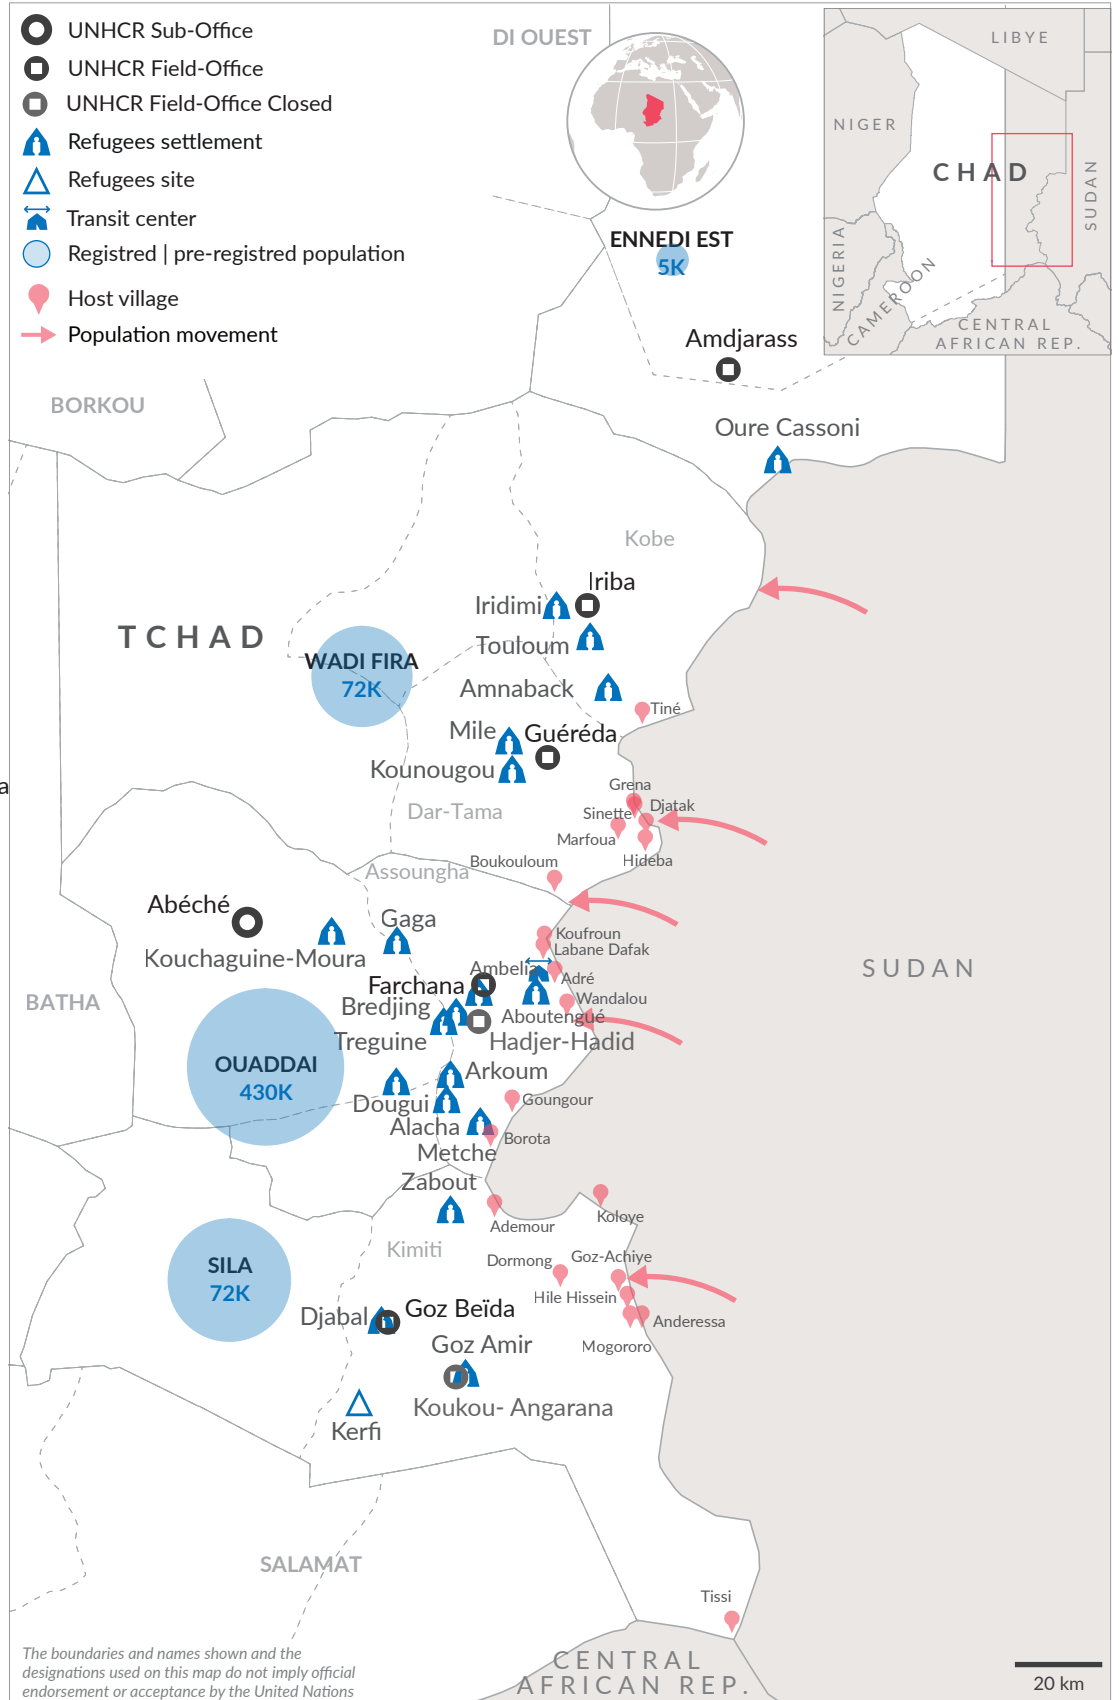 UNHCR Sub-Office
UNHCR Field-Office
UNHCR Field-Office Closed
Refugees settlement
Refugees site
Transit center
Registred | pre-registred population
Host village
Population movement
DI OUEST
LIBYE
NIGER
CHAD
SUDAN
NIGERIA
CAMEROON
CENTRAL
AFRICAN REP.
ENNEDI EST
5K
Amdjarass
BORKOU
Oure Cassoni
Kobe
Iriba
Iridimi
TCHAD
Touloum
WADI FIRA
72K
Amnaback
Tiné
Mile
Guéréda
Kounougou
a
Grena
Dar-Tama
Sinette
Djatak
Marfoua
Hideba
Boukouloum
Assoungha
Abéché
Gaga
Koufroun
Labane Dafak
Kouchaguine-Moura
Ambelia
SUDAN
Adré
Farchana
BATHA
Wandalou
Bredjing
Aboutengué
Treguine
Hadjer-Hadid
OUADDAI
430K
Arkoum
Dougui
Goungour
Alacha
Borota
Metche
Zabout
Koloye
Ademour
Kimiti
Dormong
Goz-Achiye
SILA
72K
Hile Hissein
Djabal
Goz Beïda
Anderessa
Goz Amir
Mogororo
Koukou- Angarana
Kerfi
SALAMAT
Tissi
The boundaries and names shown and the
designations used on this map do not imply official
endorsement or acceptance by the United Nations
CENTRAL
AFRICAN REP.
20 km